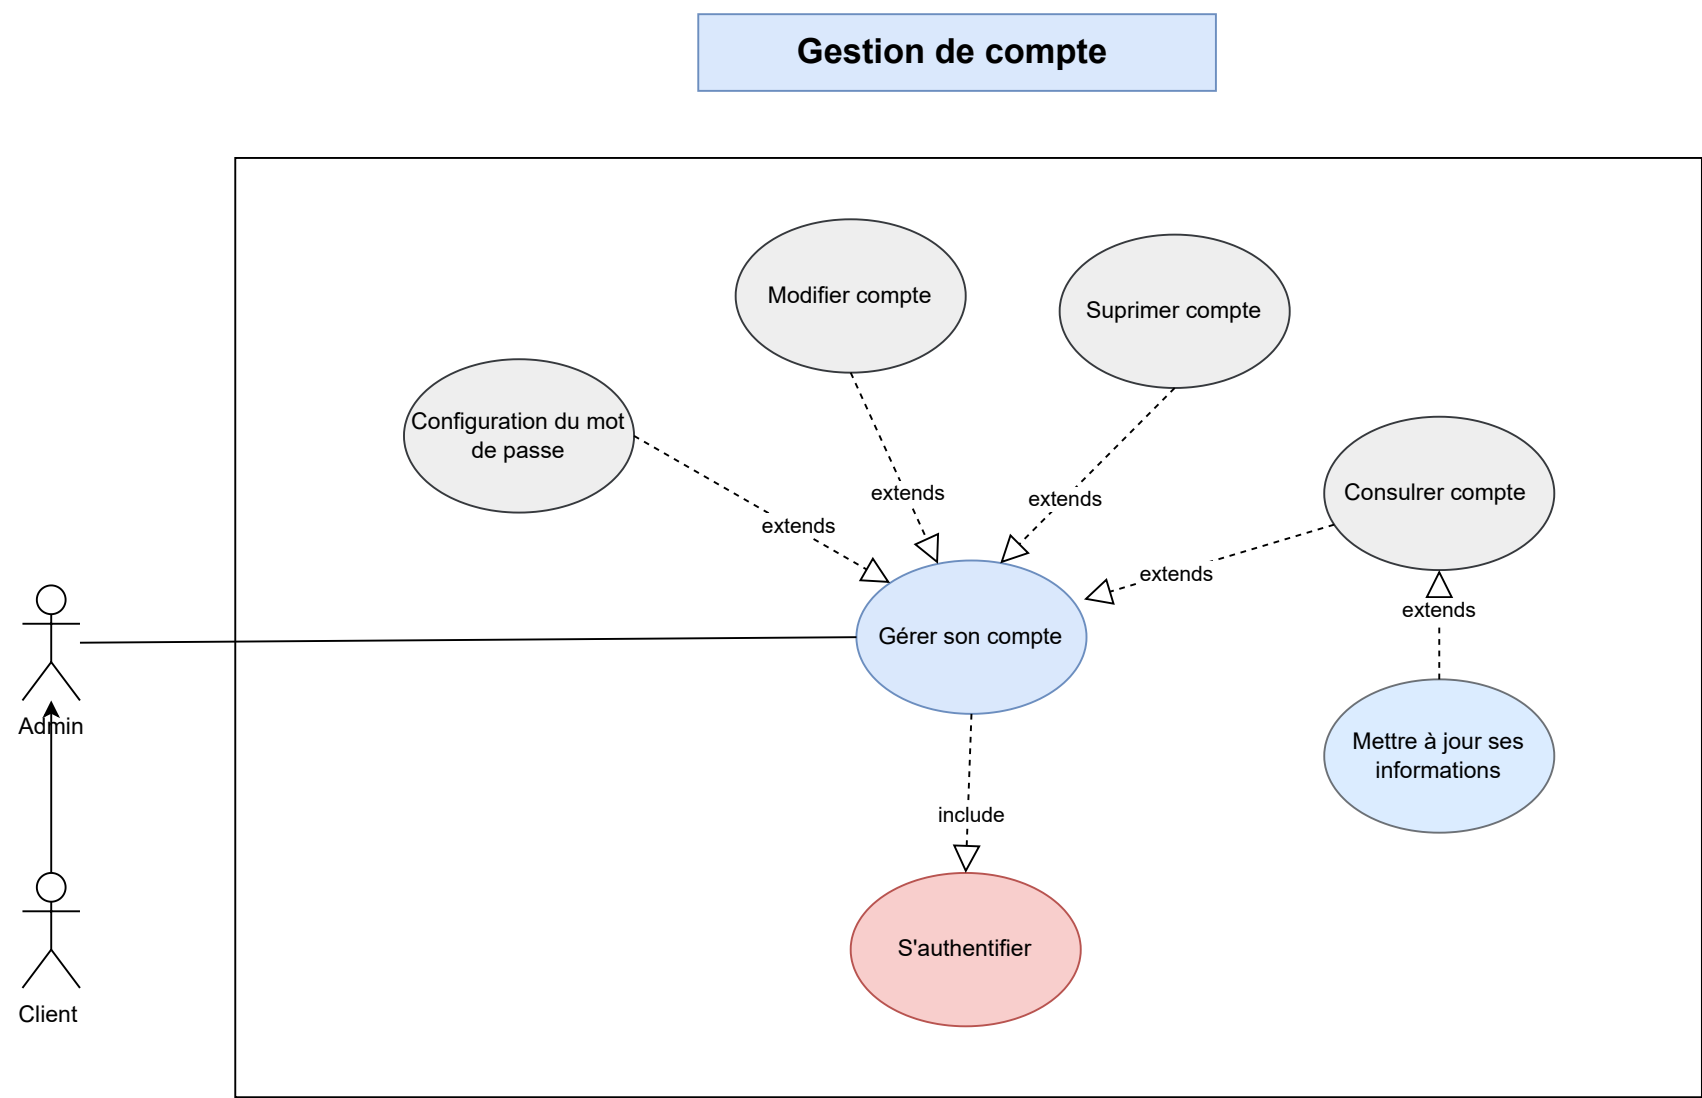 Gestion de compte
Modifier compte
Suprimer compte
Configuration du mot
de passe
Consulrer compte
extends
extends
extends
extends
extends
Gérer son compte
Admin
Mettre à jour ses
informations
include
S'authentifier
Client